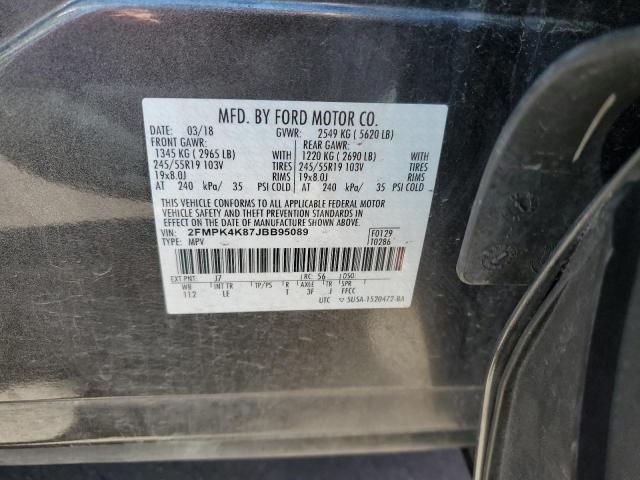 MFD. BY FORD MOTOR CO.
DATE: 03/18 GVWR: 2549 KG ( 5620 LB)
FRONT GAWR: REAR GAWR:
1345 KG ( 2965 LB) WITH 1220 KG ( 2690 LB) WITH
245/55R19 103V TIRES 245/55R19 103V TIRES
19x8.0J RIMS 19x8.0J RIMS
AT 240 kPa/ 35 PSI COLD AT 240 kPa/ 35 PSI COLD
THIS VEHICLE CONFORMS TO ALL APPLICABLE FEDERAL MOTOR
VEHICLE SAFETY AND THEFT PREVENTION STANDARDS IN
EFFECT ON THE DATE OF MANUFACTURE SHOWN ABOVE.
VIN: 2FMPK4K87JBB95089 F0129
TYPE: MPV T0286
EXT PNT: J7 RC: 56 DSO:
WB INT TR TP/PS R AXLE TR SPR
112 LE T 3F J FFCC
UTC 5USA-1520472-BA